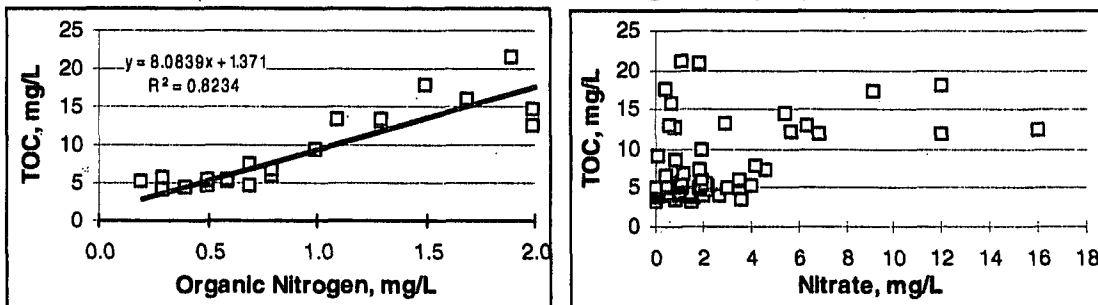 25
20
15
10
5
0
TOC, mg/L
y = 8.0839x + 1.371
R² = 0.8234
0.0 0.5 1.0 1.5 2.0
Organic Nitrogen, mg/L
25
20
15
10
5
0
TOC, mg/L
0 2 4 6 8 10 12 14 16 18
Nitrate, mg/L